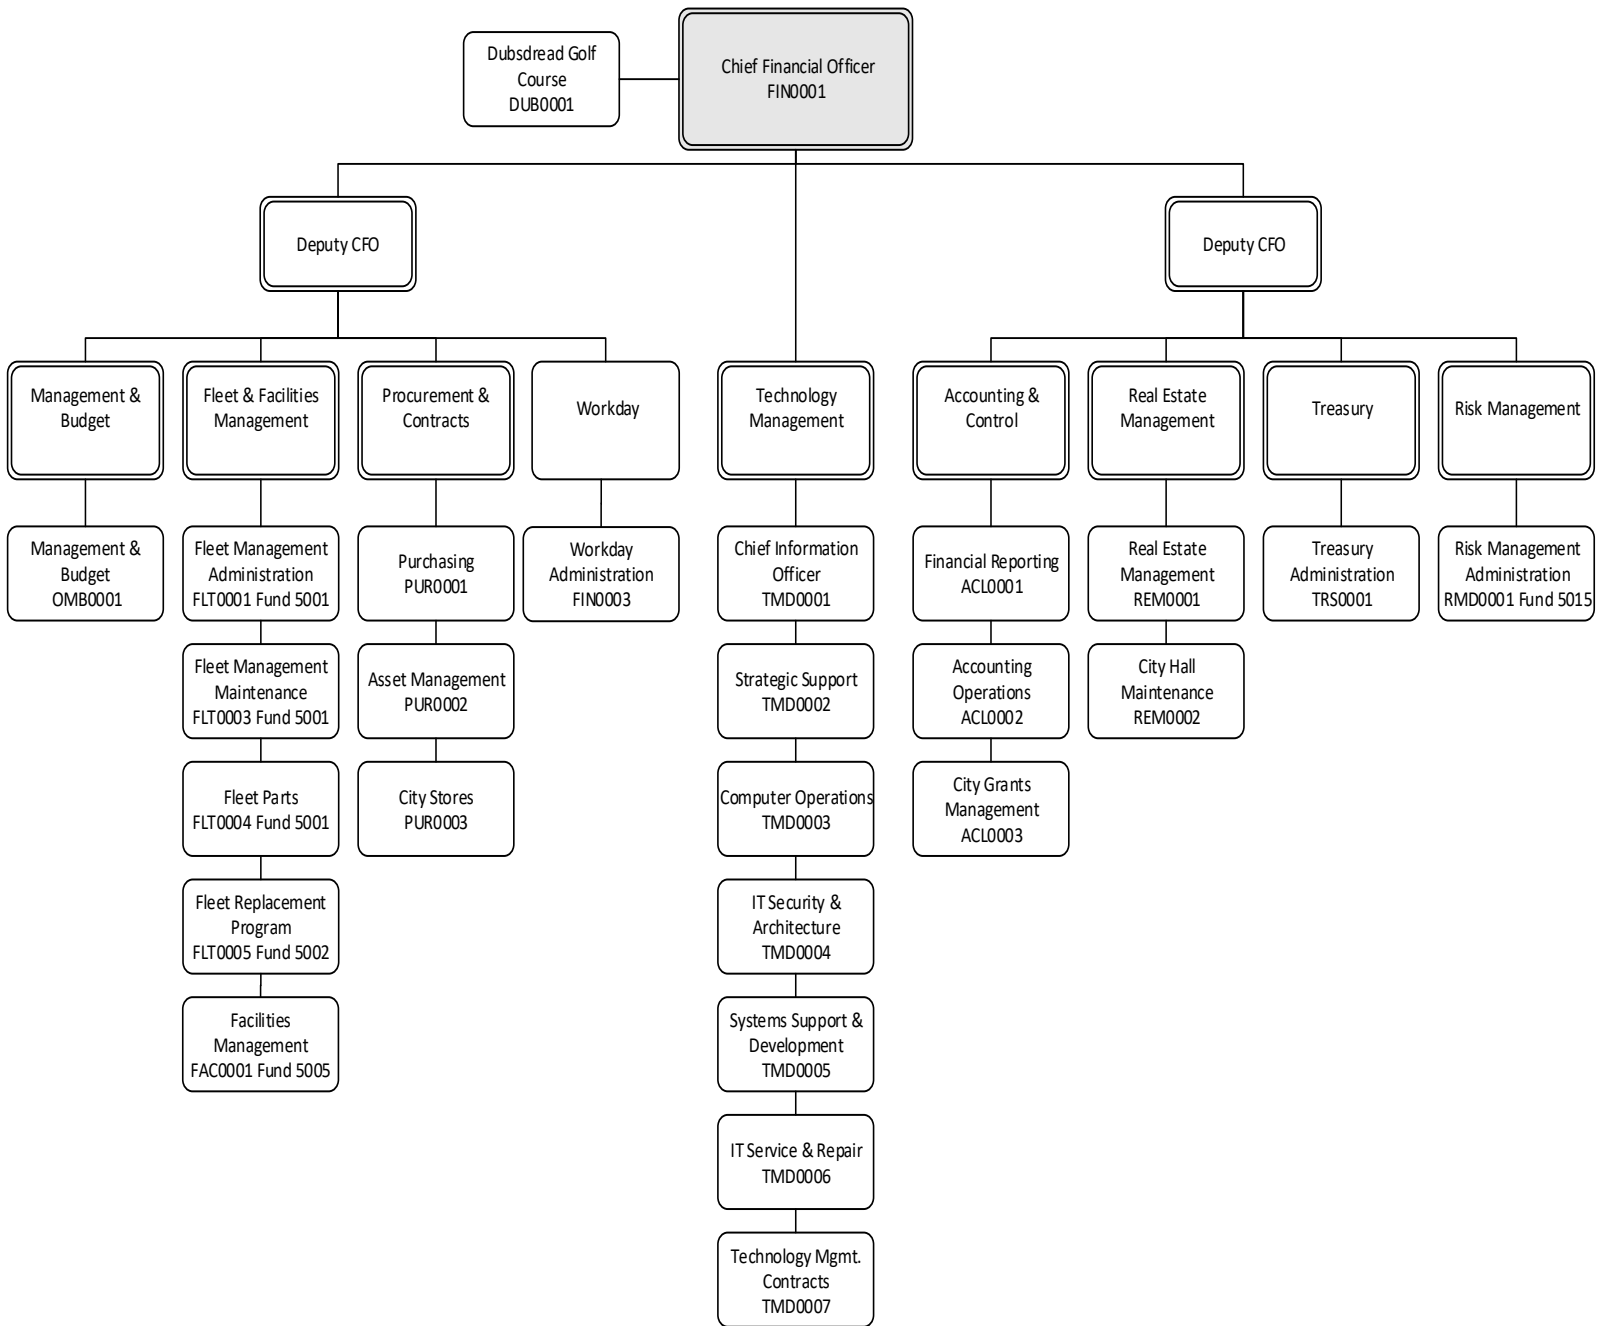 Dubsdread Golf
Course
DUB0001
Chief Financial Officer
FIN0001
Deputy CFO
Deputy CFO
Management &
Budget
Fleet & Facilities
Management
Procurement &
Contracts
Workday
Technology
Management
Accounting &
Control
Real Estate
Management
Treasury
Risk Management
Management &
Budget
OMB0001
Fleet Management
Administration
FLT0001 Fund 5001
Purchasing
PUR0001
Workday
Administration
FIN0003
Chief Information
Officer
TMD0001
Financial Reporting
ACL0001
Real Estate
Management
REM0001
Treasury
Administration
TRS0001
Risk Management
Administration
RMD0001 Fund 5015
Fleet Management
Maintenance
FLT0003 Fund 5001
Asset Management
PUR0002
Strategic Support
TMD0002
Accounting
Operations
ACL0002
City Hall
Maintenance
REM0002
Fleet Parts
FLT0004 Fund 5001
City Stores
PUR0003
Computer Operations
TMD0003
City Grants
Management
ACL0003
Fleet Replacement
Program
FLT0005 Fund 5002
IT Security &
Architecture
TMD0004
Facilities
Management
FAC0001 Fund 5005
Systems Support &
Development
TMD0005
IT Service & Repair
TMD0006
Technology Mgmt.
Contracts
TMD0007